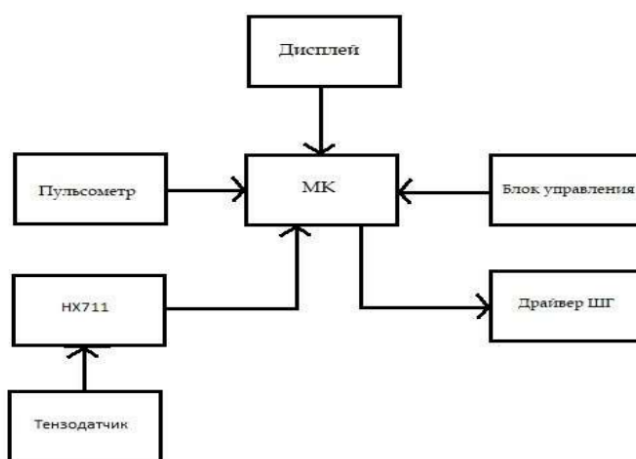 Дисплей
Пульсометр
МК
Блок управления
HX711
Драйвер ШГ
Тензодатчик